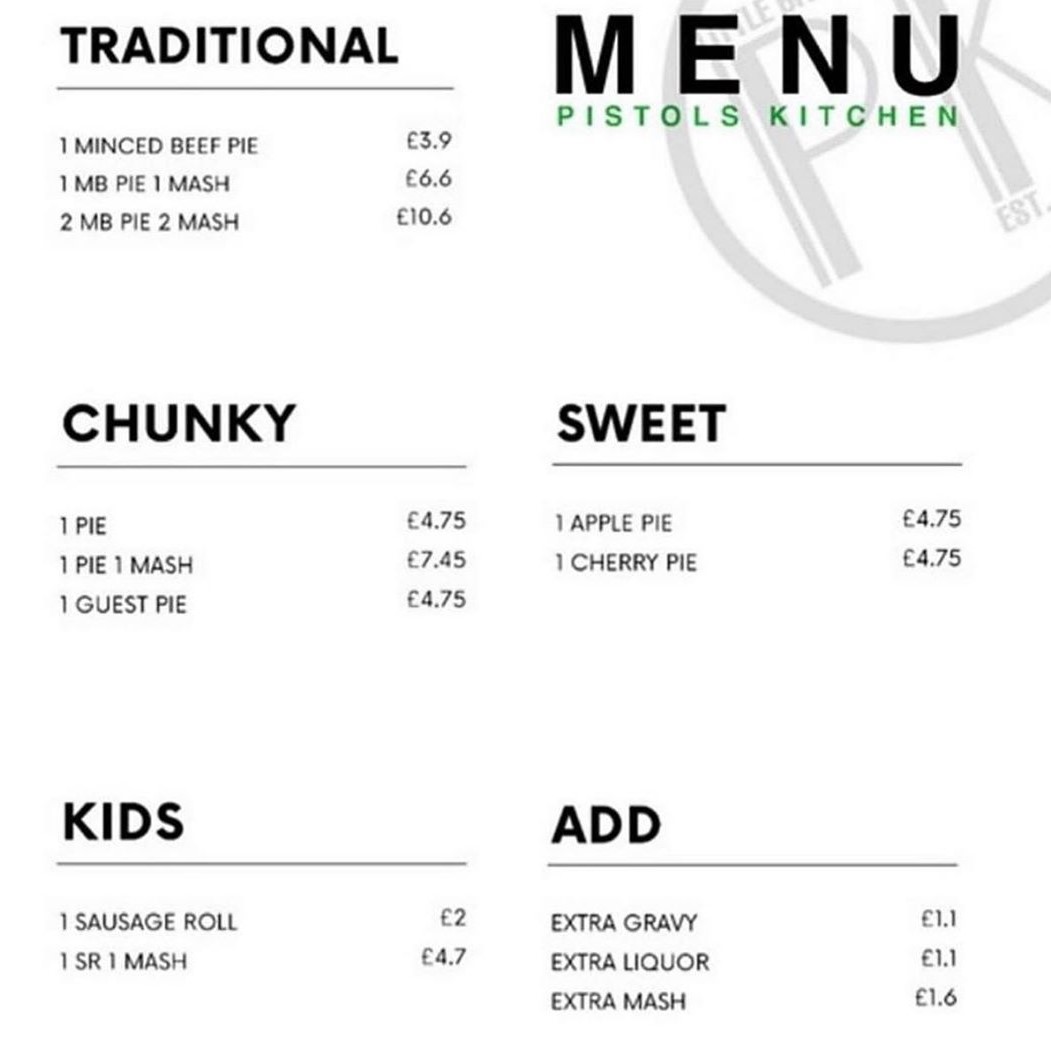 TRADITIONAL
1 MINCED BEEF PIE £3.9
1 MB PIE 1 MASH £6.6
2 MB PIE 2 MASH £10.6
MENU
PISTOLS KITCHEN
PK
EST.
CHUNKY
1 PIE £4.75
1 PIE 1 MASH £7.45
1 GUEST PIE £4.75
SWEET
1 APPLE PIE £4.75
1 CHERRY PIE £4.75
KIDS
1 SAUSAGE ROLL £2
1 SR 1 MASH £4.7
ADD
EXTRA GRAVY £1.1
EXTRA LIQUOR £1.1
EXTRA MASH £1.6